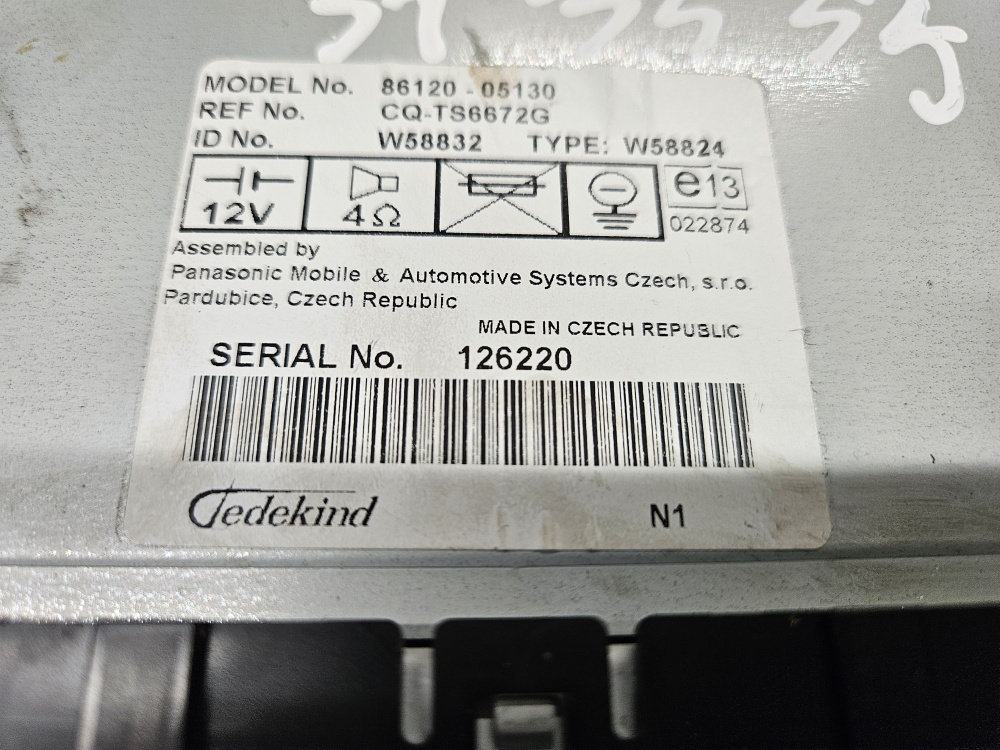 MODEL No. 86120-05130
REF No. CQ-TS6672G
ID No. W58832 TYPE: W58824
12V 4Ω e13
022874
Assembled by
Panasonic Mobile & Automotive Systems Czech, s.r.o.
Pardubice, Czech Republic
MADE IN CZECH REPUBLIC
SERIAL No. 126220
Gedekind N1